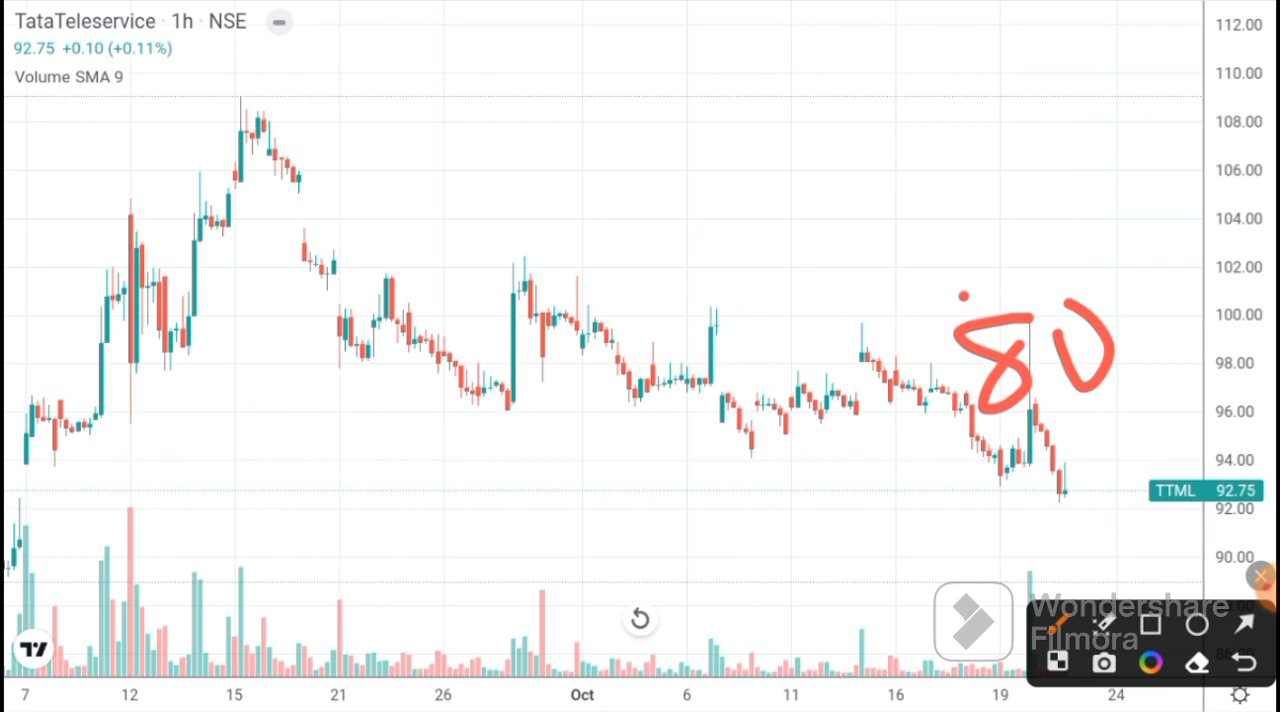 TataTeleservice · 1h · NSE
92.75 +0.10 (+0.11%)
Volume SMA 9
112.00
110.00
108.00
106.00
104.00
102.00
100.00
98.00
96.00
94.00
TTML 92.75
92.00
90.00
80
Wondershare
Filmora
7 12 15 21 26 Oct 6 11 16 19 24